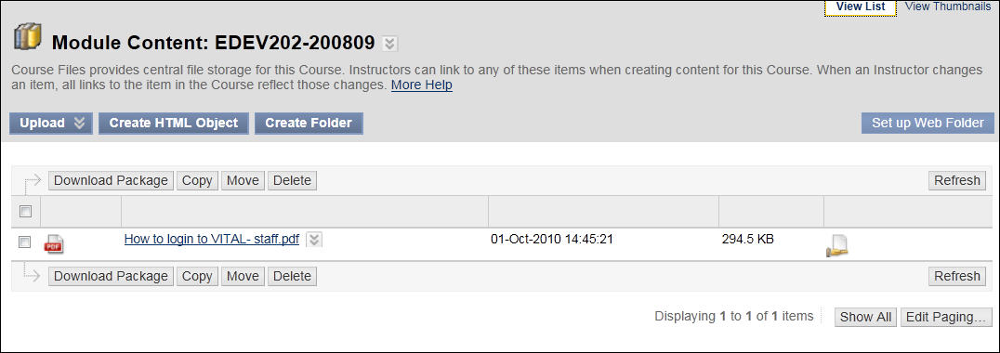 View List View Thumbnails
Module Content: EDEV202-200809
Course Files provides central file storage for this Course. Instructors can link to any of these items when creating content for this Course. When an Instructor changes
an item, all links to the item in the Course reflect those changes. More Help
Upload Create HTML Object Create Folder Set up Web Folder
Download Package Copy Move Delete Refresh
PDF How to login to VITAL- staff.pdf 01-Oct-2010 14:45:21 294.5 KB
Download Package Copy Move Delete Refresh
Displaying 1 to 1 of 1 items Show All Edit Paging...